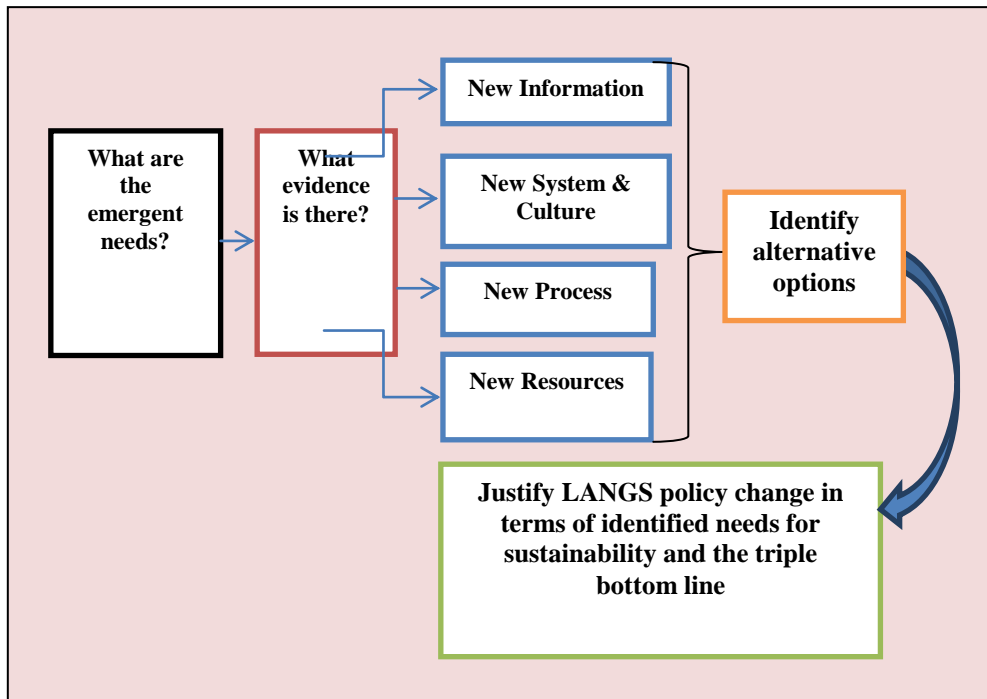 What are
the
emergent
needs?
What
evidence
is there?
New Information
New System &
Culture
New Process
New Resources
Identify
alternative
options
Justify LANGS policy change in
terms of identified needs for
sustainability and the triple
bottom line